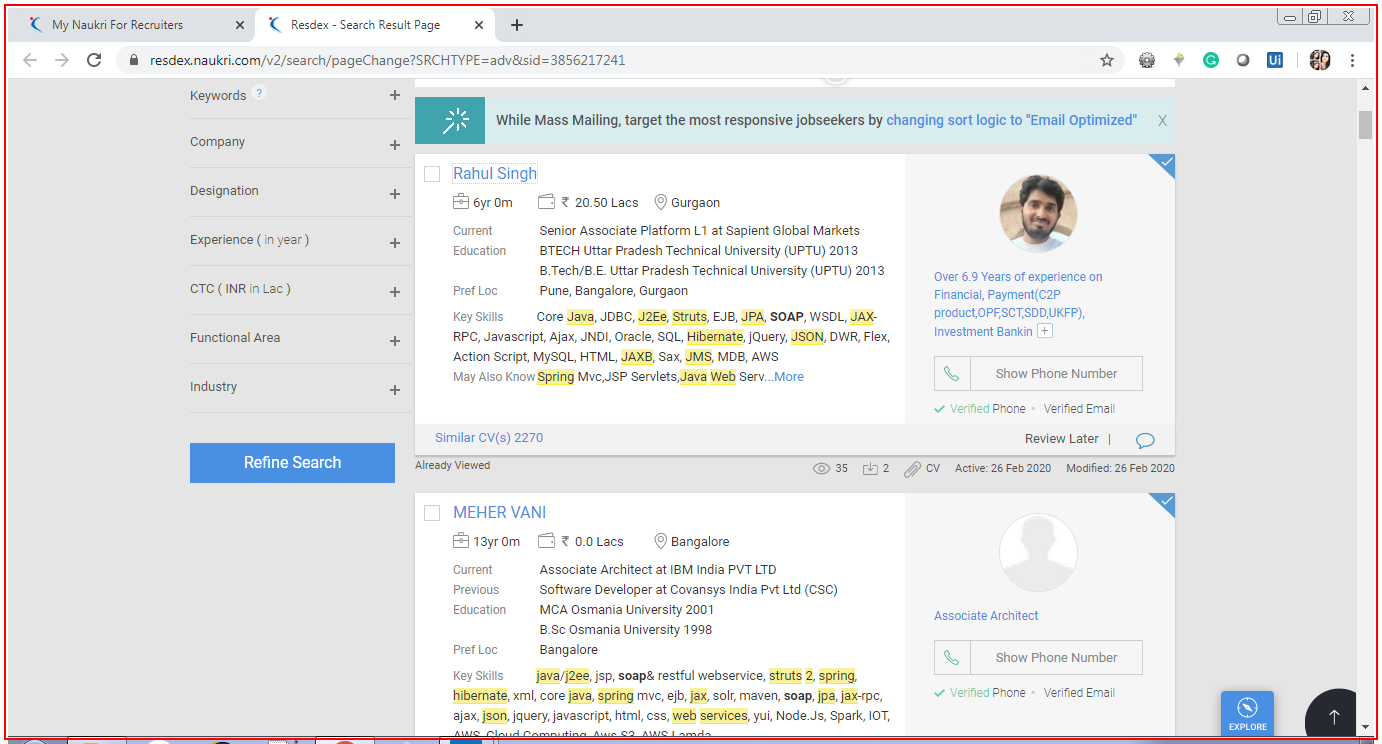 My Naukri For Recruiters
Resdex - Search Result Page
resdex.naukri.com/v2/search/pageChange?SRCHTYPE=adv&sid=3856217241
Ui
Keywords ? +
Company +
Designation +
Experience ( in year ) +
CTC ( INR in Lac ) +
Functional Area +
Industry +
Refine Search
While Mass Mailing, target the most responsive jobseekers by changing sort logic to "Email Optimized" X
Rahul Singh
6yr 0m ₹ 20.50 Lacs Gurgaon
Current Senior Associate Platform L1 at Sapient Global Markets
Education BTECH Uttar Pradesh Technical University (UPTU) 2013
B.Tech/B.E. Uttar Pradesh Technical University (UPTU) 2013
Pref Loc Pune, Bangalore, Gurgaon
Key Skills Core Java, JDBC, J2Ee, Struts, EJB, JPA, SOAP, WSDL, JAX-
RPC, Javascript, Ajax, JNDI, Oracle, SQL, Hibernate, jQuery, JSON, DWR, Flex,
Action Script, MySQL, HTML, JAXB, Sax, JMS, MDB, AWS
May Also Know Spring Mvc,JSP Servlets,Java Web Serv...More
Over 6.9 Years of experience on
Financial, Payment(C2P
product,OPF,SCT,SDD,UKFP),
Investment Bankin +
Show Phone Number
Verified Phone • Verified Email
Similar CV(s) 2270
Review Later |
Already Viewed
35 2 CV Active: 26 Feb 2020 Modified: 26 Feb 2020
MEHER VANI
13yr 0m ₹ 0.0 Lacs Bangalore
Current Associate Architect at IBM India PVT LTD
Previous Software Developer at Covansys India Pvt Ltd (CSC)
Education MCA Osmania University 2001
B.Sc Osmania University 1998
Pref Loc Bangalore
Key Skills java/j2ee, jsp, soap& restful webservice, struts 2, spring,
hibernate, xml, core java, spring mvc, ejb, jax, solr, maven, soap, jpa, jax-rpc,
ajax, json, jquery, javascript, html, css, web services, yui, Node.Js, Spark, IOT,
AWS, Cloud Computing, Aws S3, AWS Lamda
Associate Architect
Show Phone Number
Verified Phone • Verified Email
EXPLORE